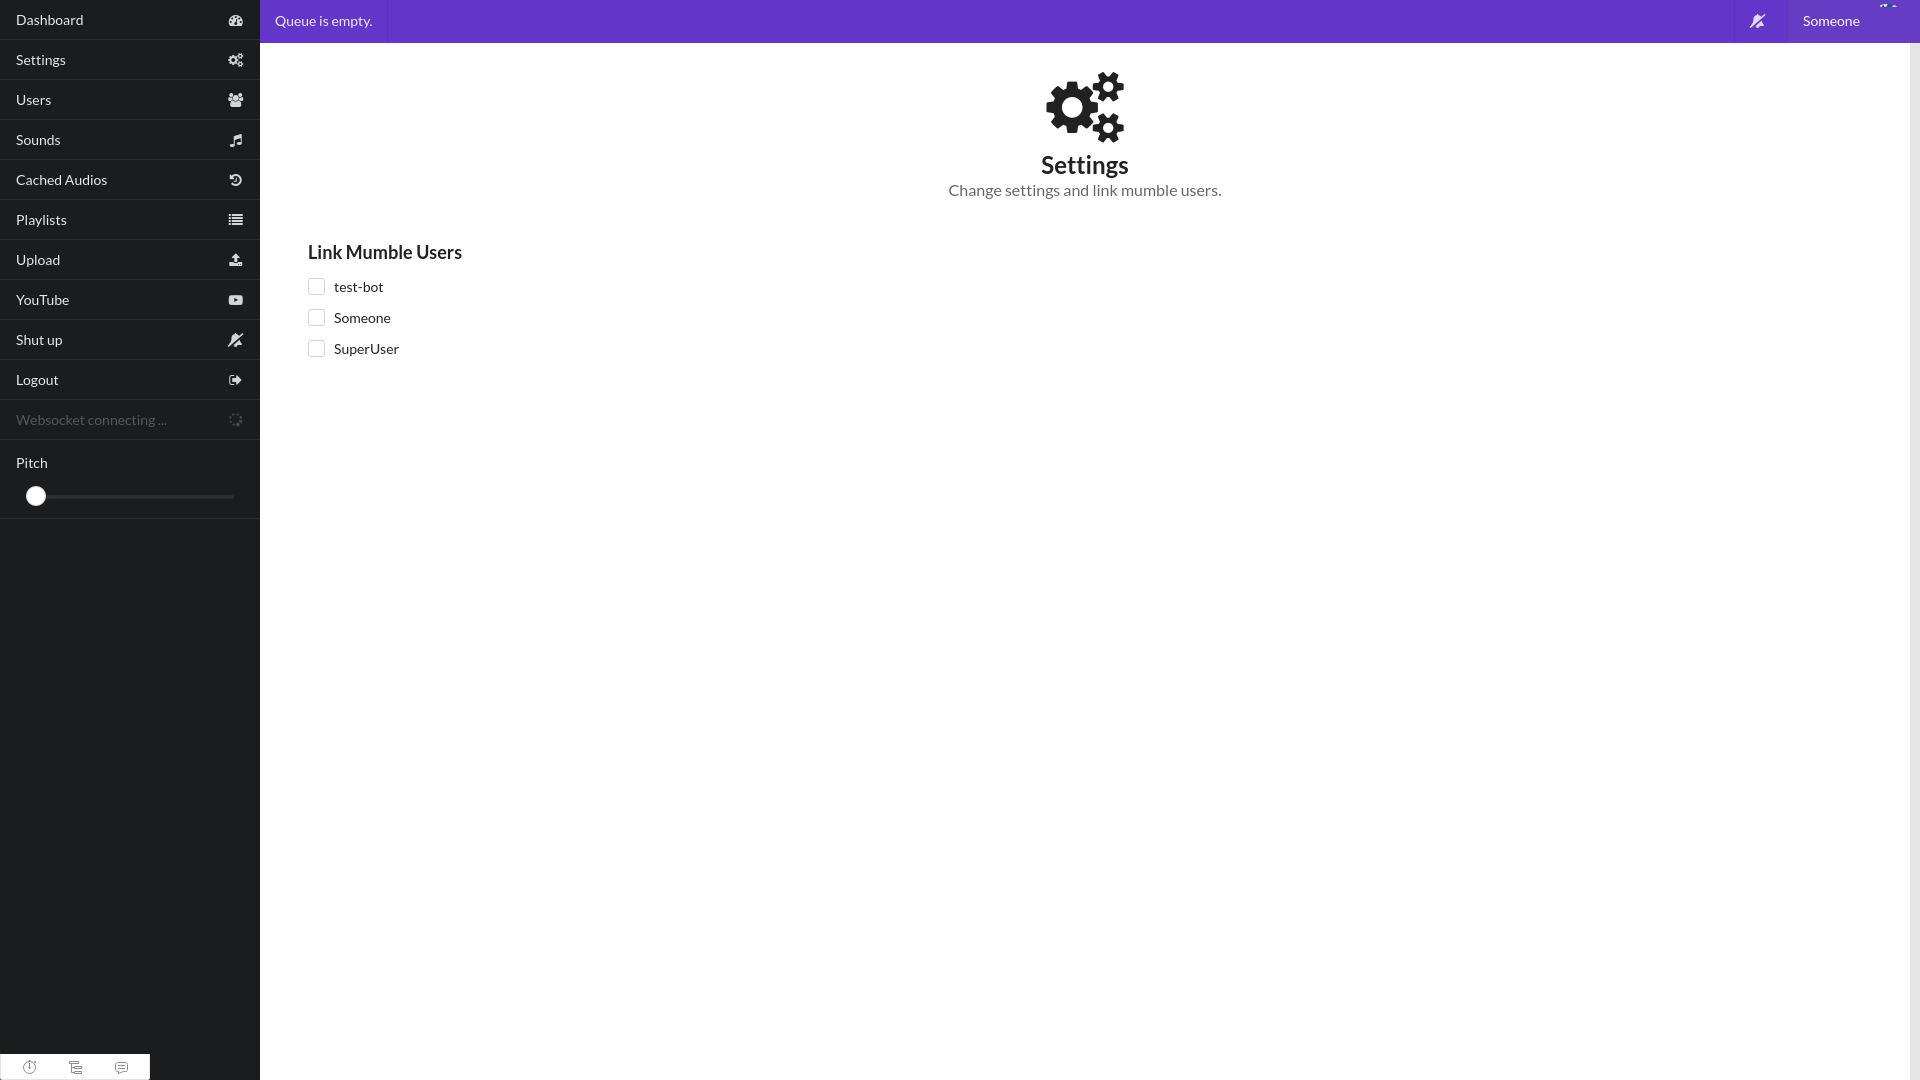 Dashboard
Settings
Users
Sounds
Cached Audios
Playlists
Upload
YouTube
Shut up
Logout
Websocket connecting ...
Pitch
Queue is empty.
Someone
Settings
Change settings and link mumble users.
Link Mumble Users
test-bot
Someone
SuperUser